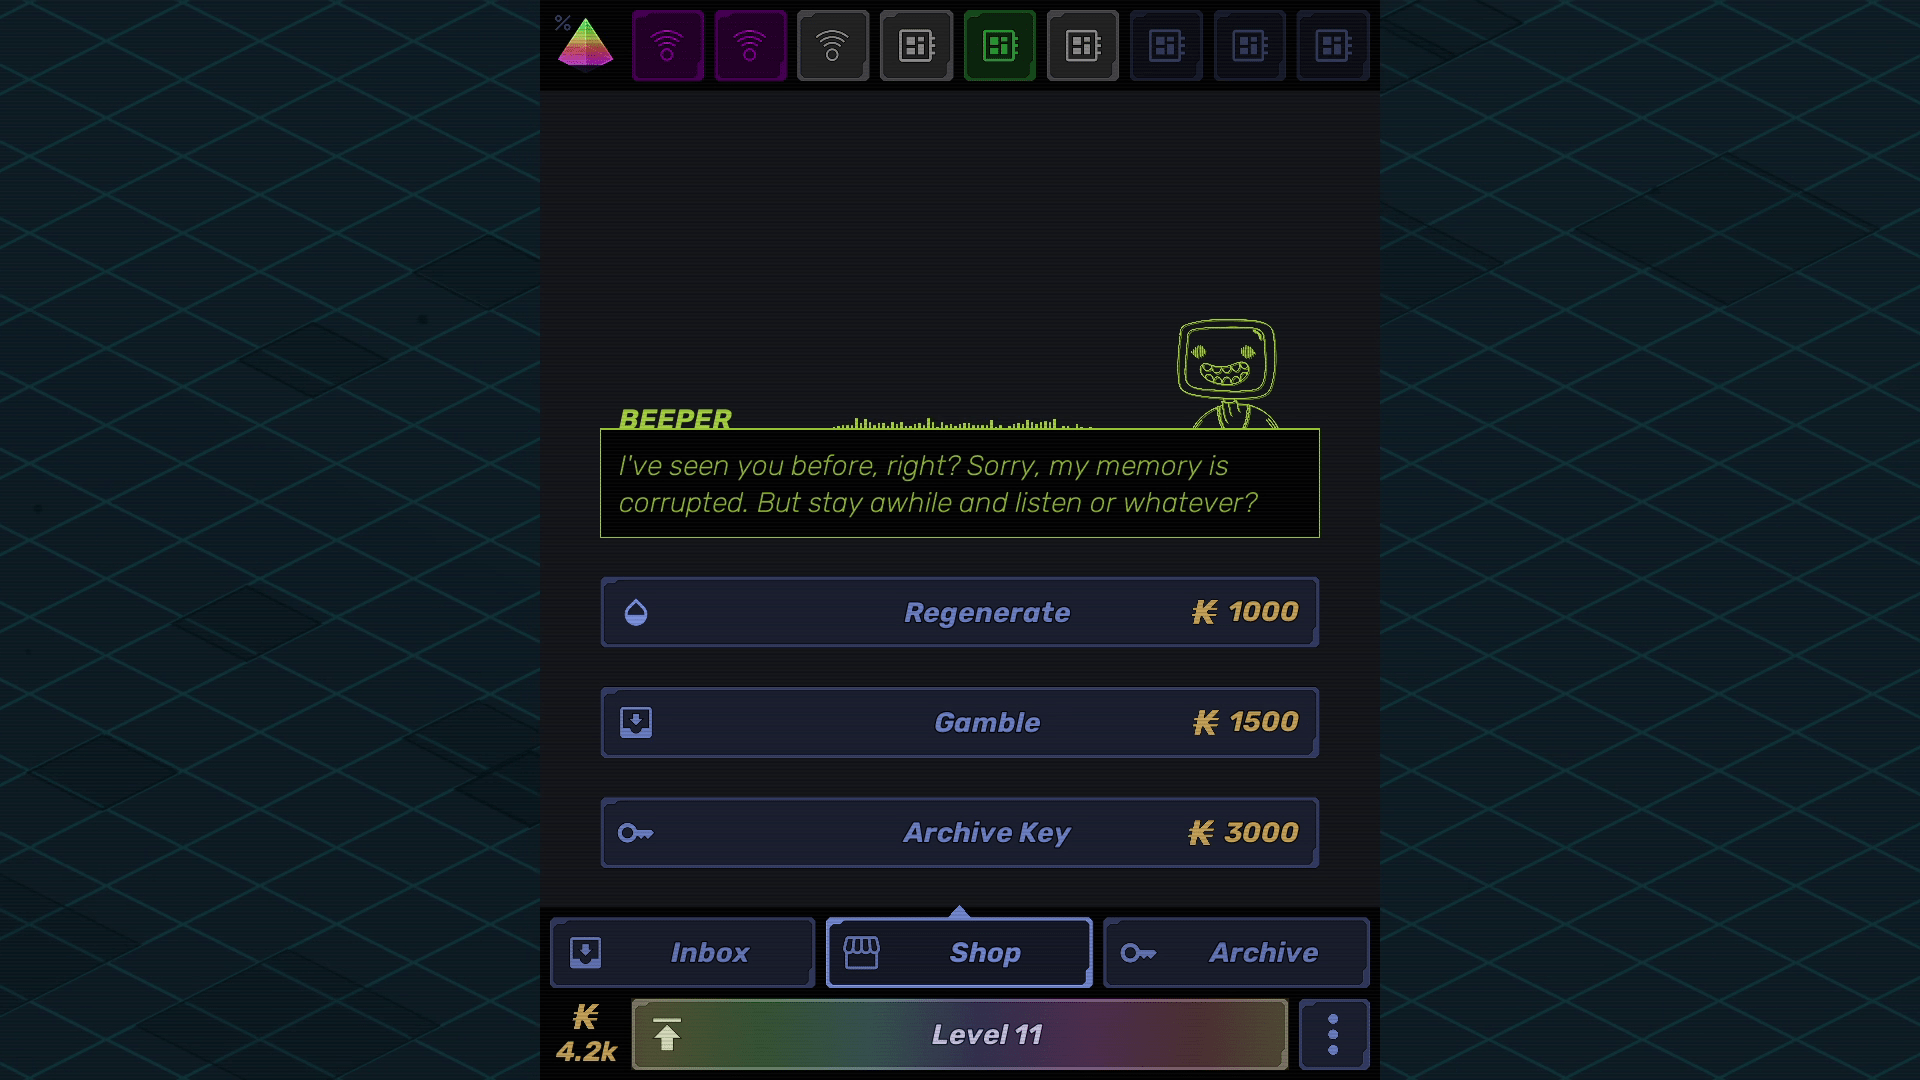 %
BEEPER
I've seen you before, right? Sorry, my memory is
corrupted. But stay awhile and listen or whatever?
Regenerate ₭ 1000
Gamble ₭ 1500
Archive Key ₭ 3000
Inbox Shop Archive
₭
4.2k
Level 11